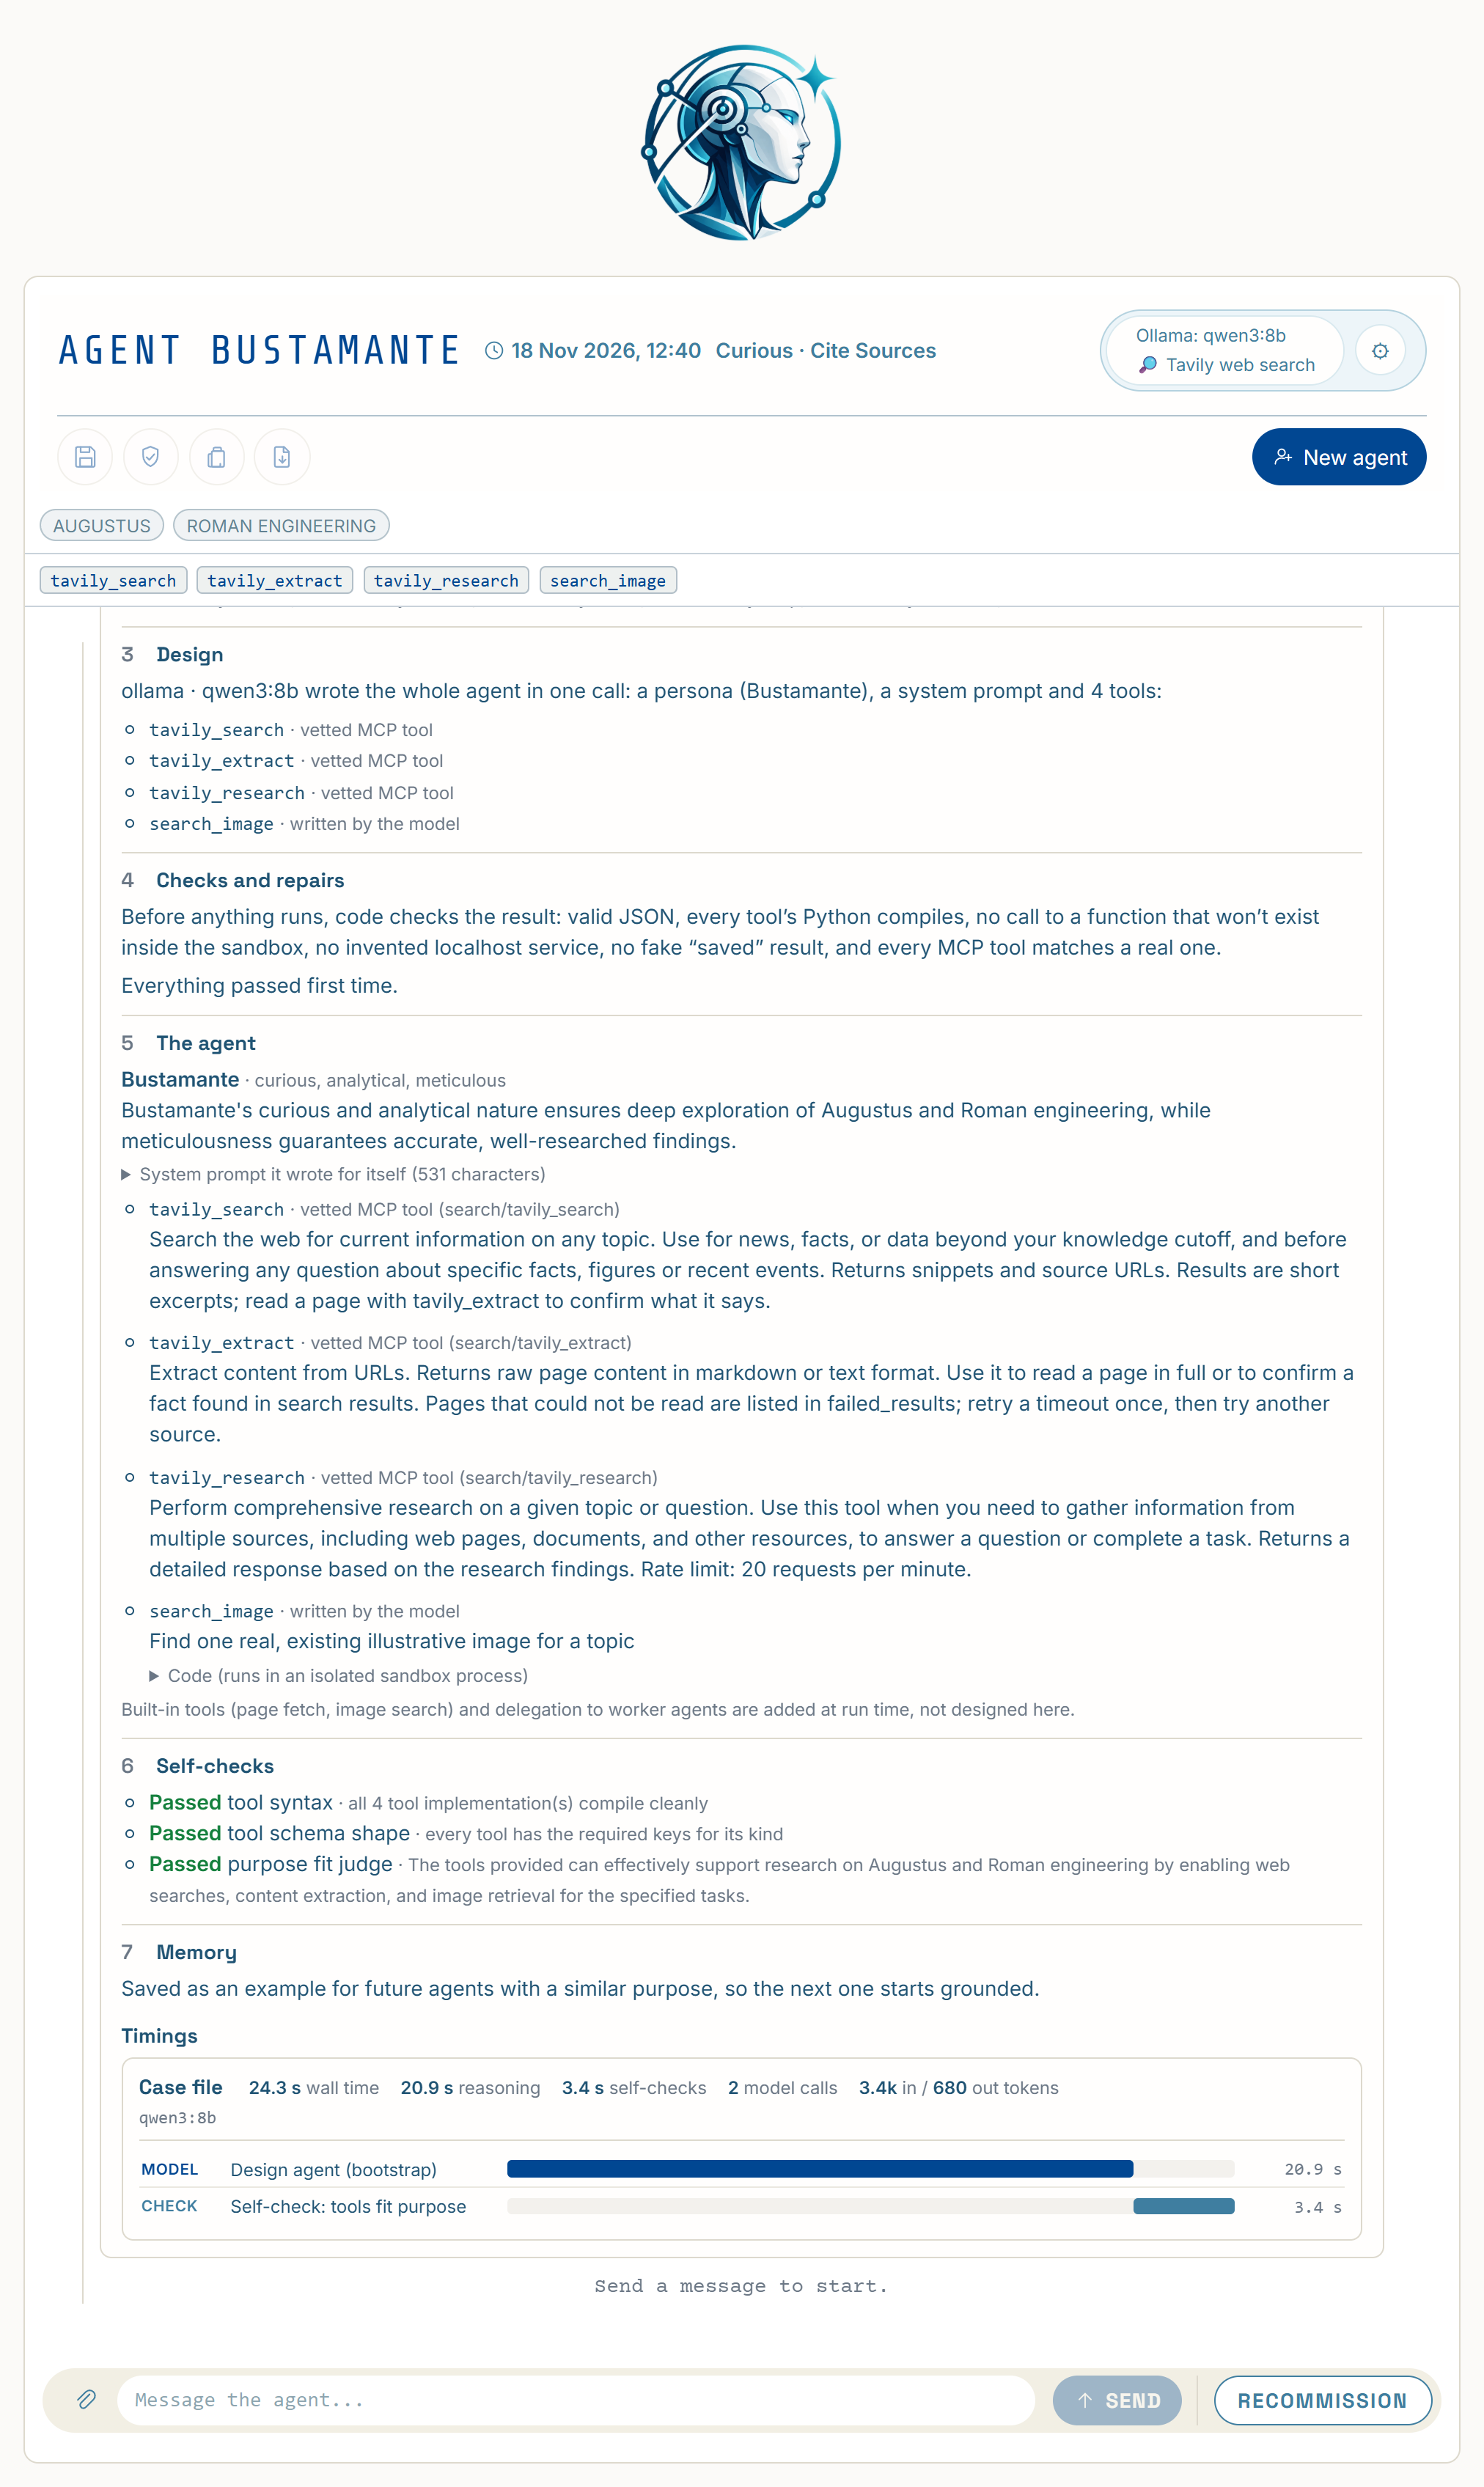 AGENT BUSTAMANTE
18 Nov 2026, 12:40 Curious · Cite Sources
Ollama: qwen3:8b
Tavily web search
New agent
AUGUSTUS
ROMAN ENGINEERING
tavily_search
tavily_extract
tavily_research
search_image
3 Design
ollama · qwen3:8b wrote the whole agent in one call: a persona (Bustamante), a system prompt and 4 tools:
tavily_search · vetted MCP tool
tavily_extract · vetted MCP tool
tavily_research · vetted MCP tool
search_image · written by the model
4 Checks and repairs
Before anything runs, code checks the result: valid JSON, every tool’s Python compiles, no call to a function that won’t exist
inside the sandbox, no invented localhost service, no fake “saved” result, and every MCP tool matches a real one.
Everything passed first time.
5 The agent
Bustamante · curious, analytical, meticulous
Bustamante's curious and analytical nature ensures deep exploration of Augustus and Roman engineering, while
meticulousness guarantees accurate, well-researched findings.
System prompt it wrote for itself (531 characters)
tavily_search · vetted MCP tool (search/tavily_search)
Search the web for current information on any topic. Use for news, facts, or data beyond your knowledge cutoff, and before
answering any question about specific facts, figures or recent events. Returns snippets and source URLs. Results are short
excerpts; read a page with tavily_extract to confirm what it says.
tavily_extract · vetted MCP tool (search/tavily_extract)
Extract content from URLs. Returns raw page content in markdown or text format. Use it to read a page in full or to confirm a
fact found in search results. Pages that could not be read are listed in failed_results; retry a timeout once, then try another
source.
tavily_research · vetted MCP tool (search/tavily_research)
Perform comprehensive research on a given topic or question. Use this tool when you need to gather information from
multiple sources, including web pages, documents, and other resources, to answer a question or complete a task. Returns a
detailed response based on the research findings. Rate limit: 20 requests per minute.
search_image · written by the model
Find one real, existing illustrative image for a topic
Code (runs in an isolated sandbox process)
Built-in tools (page fetch, image search) and delegation to worker agents are added at run time, not designed here.
6 Self-checks
Passed tool syntax · all 4 tool implementation(s) compile cleanly
Passed tool schema shape · every tool has the required keys for its kind
Passed purpose fit judge · The tools provided can effectively support research on Augustus and Roman engineering by enabling web
searches, content extraction, and image retrieval for the specified tasks.
7 Memory
Saved as an example for future agents with a similar purpose, so the next one starts grounded.
Timings
Case file 24.3 s wall time 20.9 s reasoning 3.4 s self-checks 2 model calls 3.4k in / 680 out tokens
qwen3:8b
MODEL Design agent (bootstrap) 20.9 s
CHECK Self-check: tools fit purpose 3.4 s
Send a message to start.
Message the agent...
SEND
RECOMMISSION